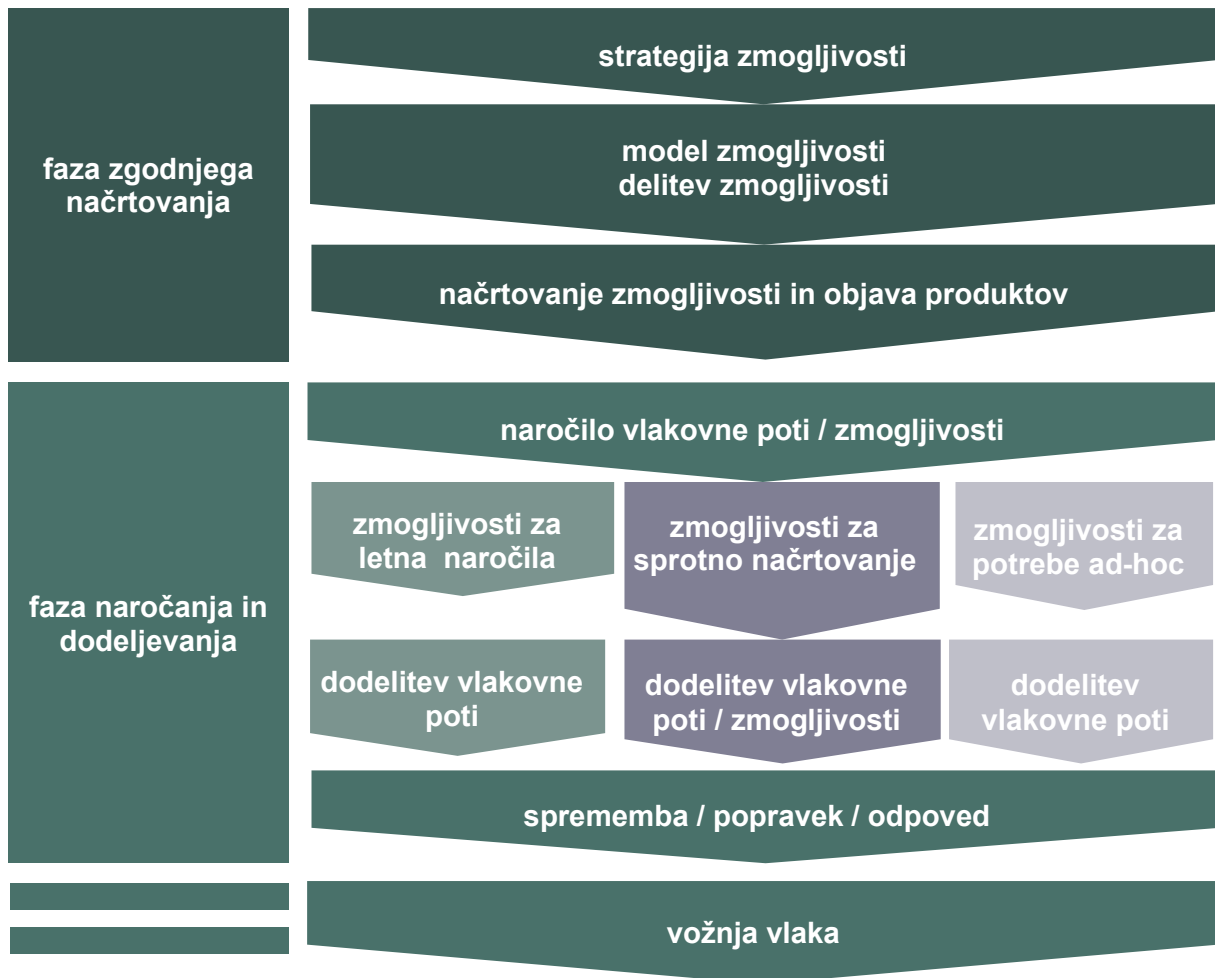 strategija zmogljivosti
faza zgodnjega
načrtovanja
model zmogljivosti
delitev zmogljivosti
načrtovanje zmogljivosti in objava produktov
faza naročanja in
dodeljevanja
naročilo vlakovne poti / zmogljivosti
zmogljivosti za
letna naročila
zmogljivosti za
sprotno načrtovanje
zmogljivosti za
potrebe ad-hoc
dodelitev vlakovne
poti
dodelitev vlakovne
poti / zmogljivosti
dodelitev
vlakovne poti
sprememba / popravek / odpoved
vožnja vlaka